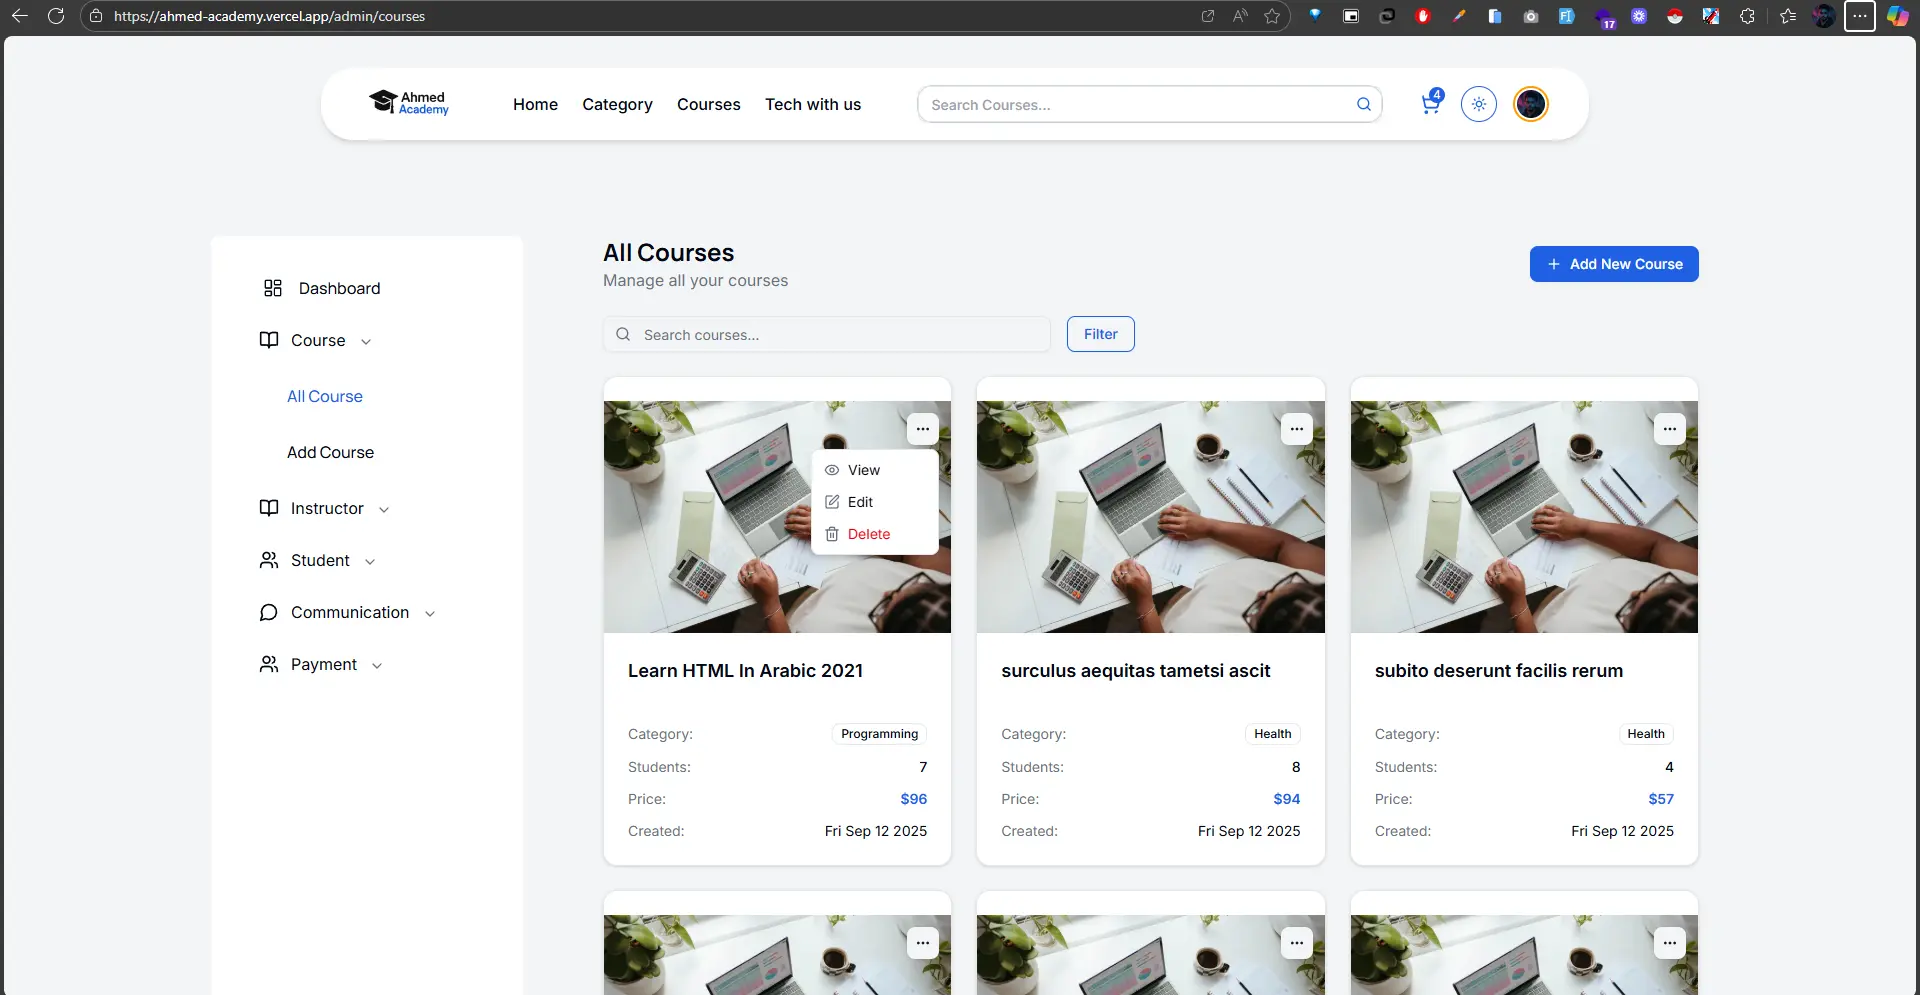 https://ahmed-academy.vercel.app/admin/courses
17
Ahmed
Academy
Home
Category
Courses
Tech with us
Search Courses...
4
All Courses
Manage all your courses
+ Add New Course
Dashboard
Course
All Course
Add Course
Instructor
Student
Communication
Payment
Search courses...
Filter
View
Edit
Delete
Learn HTML In Arabic 2021
Category: Programming
Students: 7
Price: $96
Created: Fri Sep 12 2025
surculus aequitas tametsi ascit
Category: Health
Students: 8
Price: $94
Created: Fri Sep 12 2025
subito deserunt facilis rerum
Category: Health
Students: 4
Price: $57
Created: Fri Sep 12 2025